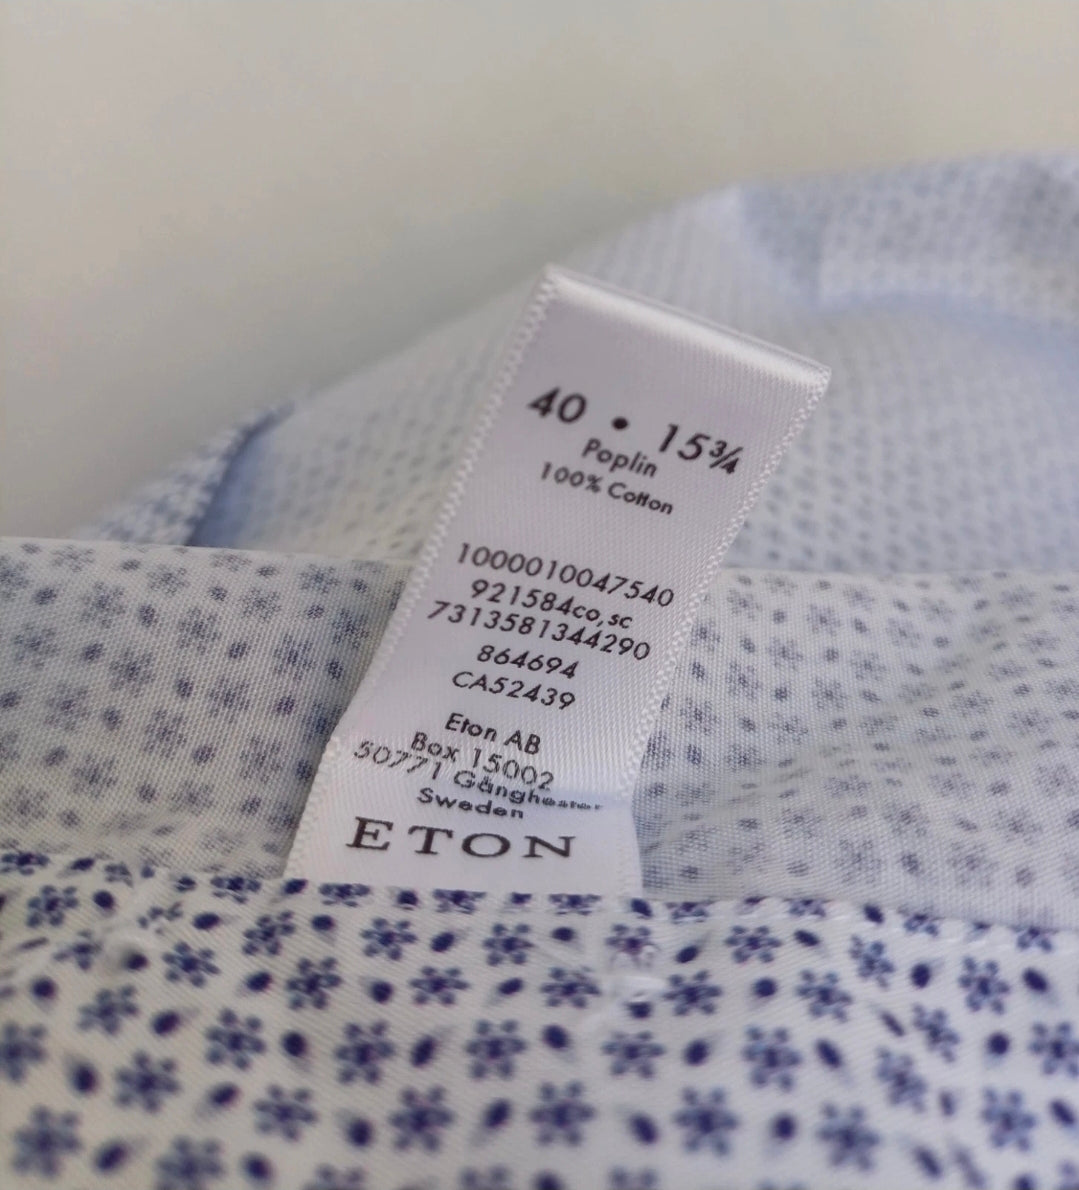 40 • 15¾
Poplin
100% Cotton
1000010047540
921584co,sc
7313581344290
864694
CA52439
Eton AB
Box 15002
50771 Gånghester
Sweden
ETON